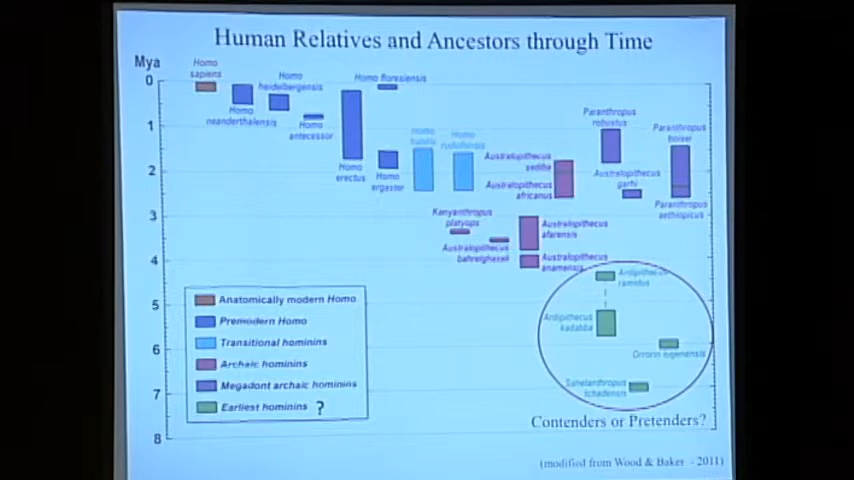 Human Relatives and Ancestors through Time
Mya
0
1
2
3
4
5
6
7
8
Homo
sapiens
Homo
neanderthalensis
Homo
heidelbergensis
Homo
antecessor
Homo floresiensis
Homo
erectus
Homo
ergaster
Homo
habilis
Homo
rudolfensis
Australopithecus
sediba
Australopithecus
africanus
Paranthropus
robustus
Australopithecus
garhi
Paranthropus
boisei
Paranthropus
aethiopicus
Kenyanthropus
platyops
Australopithecus
bahrelghazali
Australopithecus
afarensis
Australopithecus
anamensis
Ardipithecus
ramidus
Ardipithecus
kadabba
Orrorin tugenensis
Sahelanthropus
tchadensis
Anatomically modern Homo
Premodern Homo
Transitional hominins
Archaic hominins
Megadont archaic hominins
Earliest hominins ?
Contenders or Pretenders?
(modified from Wood & Baker - 2011)